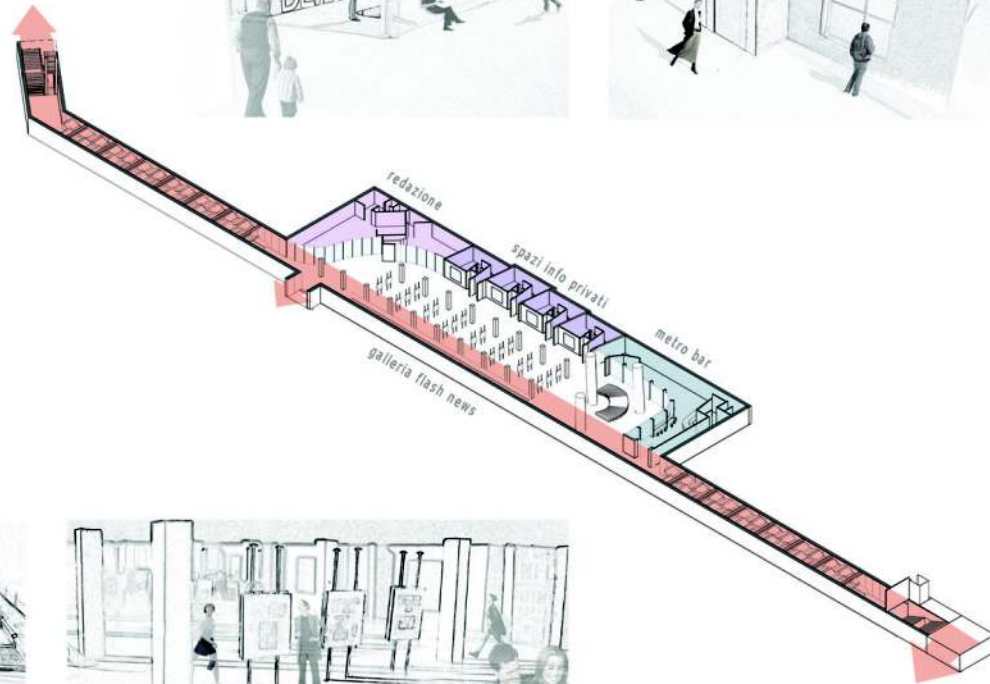 redazione
spazi info privati
metro bar
galleria flash news